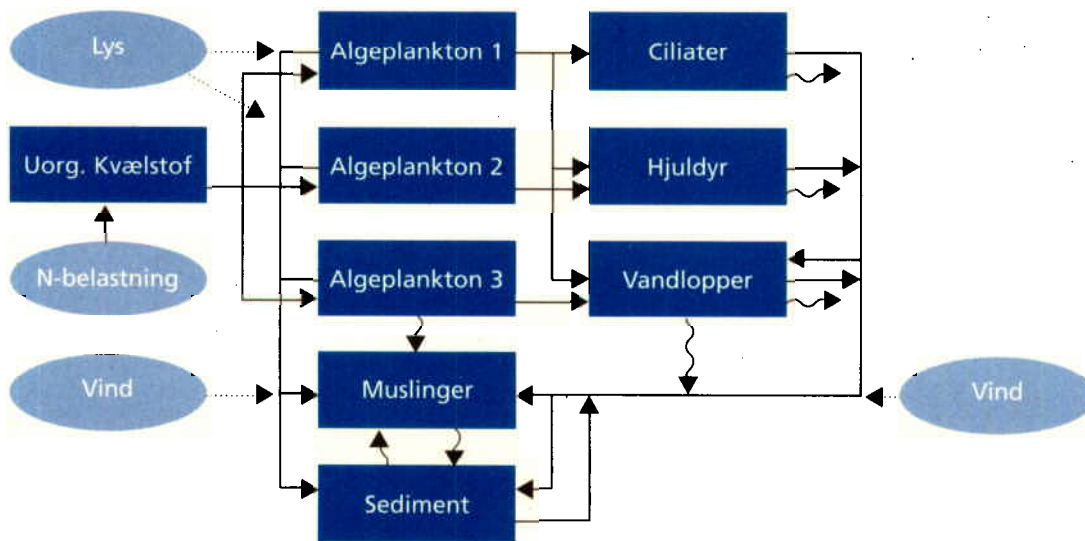 Lys
Algeplankton 1
Ciliater
Uorg. Kvælstof
Algeplankton 2
Hjuldyr
N-belastning
Algeplankton 3
Vandlopper
Vind
Muslinger
Vind
Sediment